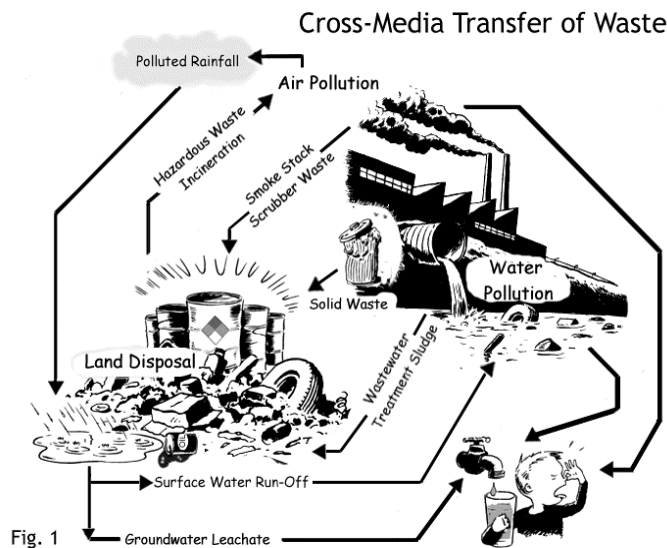 Cross-Media Transfer of Waste
Polluted Rainfall
Air Pollution
Hazardous Waste
Incineration
Smoke Stack
Scrubber Waste
Water
Pollution
Solid Waste
Land Disposal
Wastewater
Treatment Sludge
OIL
Surface Water Run-Off
Groundwater Leachate
Fig. 1